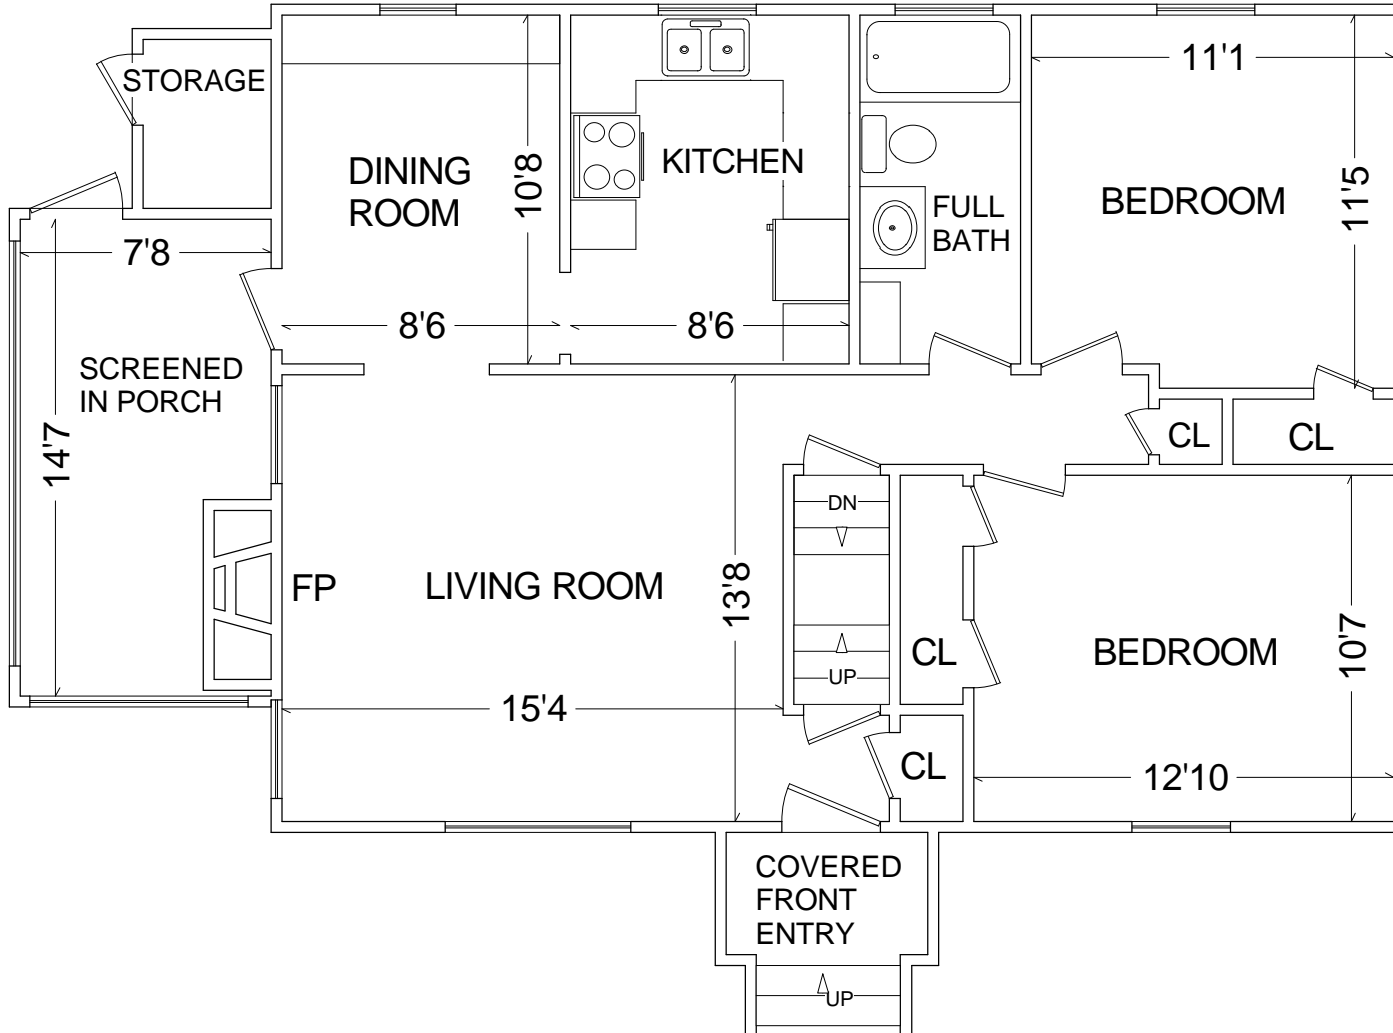 11'1
STORAGE
DINING
ROOM
10'8
KITCHEN
FULL
BATH
BEDROOM
11'5
7'8
8'6
8'6
SCREENED
IN PORCH
14'7
CL
CL
DN
FP
LIVING ROOM
13'8
UP
CL
BEDROOM
10'7
15'4
CL
12'10
COVERED
FRONT
ENTRY
UP